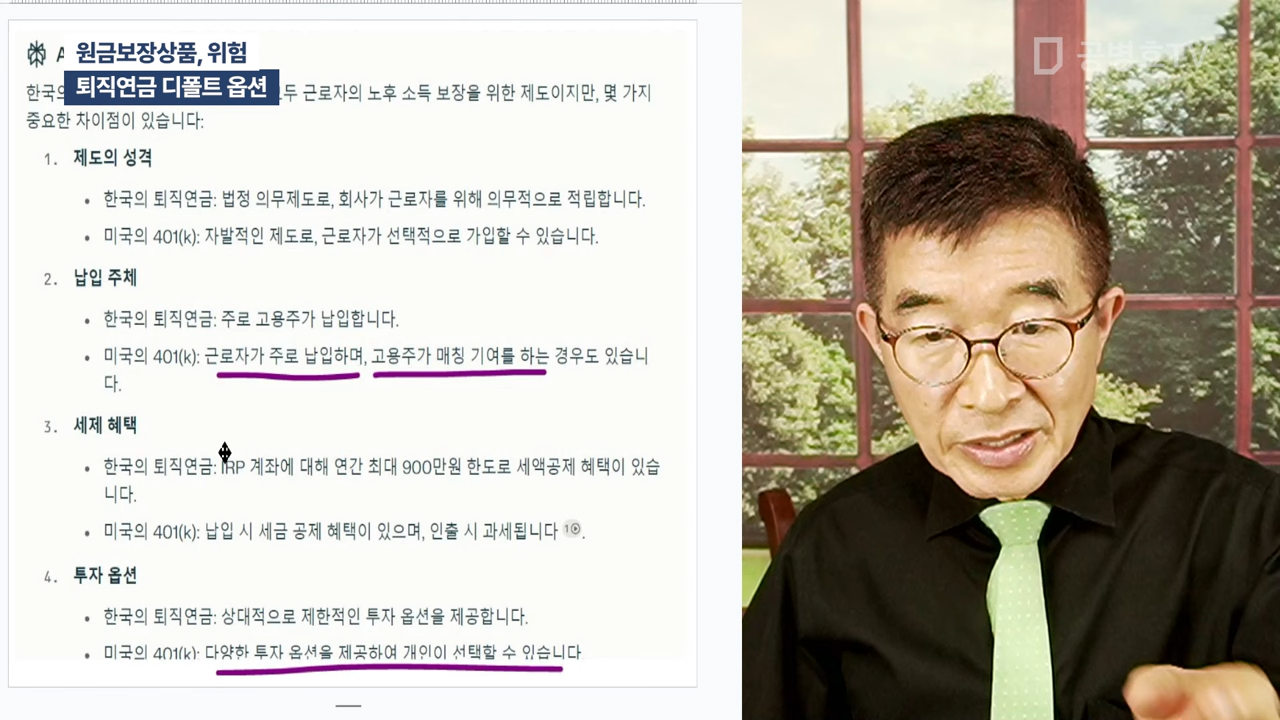 원금보장상품, 위험
퇴직연금 디폴트 옵션
공병호TV
한국의 모두 근로자의 노후 소득 보장을 위한 제도이지만, 몇 가지
중요한 차이점이 있습니다:
1. 제도의 성격
• 한국의 퇴직연금: 법정 의무제도로, 회사가 근로자를 위해 의무적으로 적립합니다.
• 미국의 401(k): 자발적인 제도로, 근로자가 선택적으로 가입할 수 있습니다.
2. 납입 주체
• 한국의 퇴직연금: 주로 고용주가 납입합니다.
• 미국의 401(k): 근로자가 주로 납입하며, 고용주가 매칭 기여를 하는 경우도 있습니
다.
3. 세제 혜택
• 한국의 퇴직연금: IRP 계좌에 대해 연간 최대 900만원 한도로 세액공제 혜택이 있습
니다.
• 미국의 401(k): 납입 시 세금 공제 혜택이 있으며, 인출 시 과세됩니다 1.
4. 투자 옵션
• 한국의 퇴직연금: 상대적으로 제한적인 투자 옵션을 제공합니다.
• 미국의 401(k): 다양한 투자 옵션을 제공하여 개인이 선택할 수 있습니다